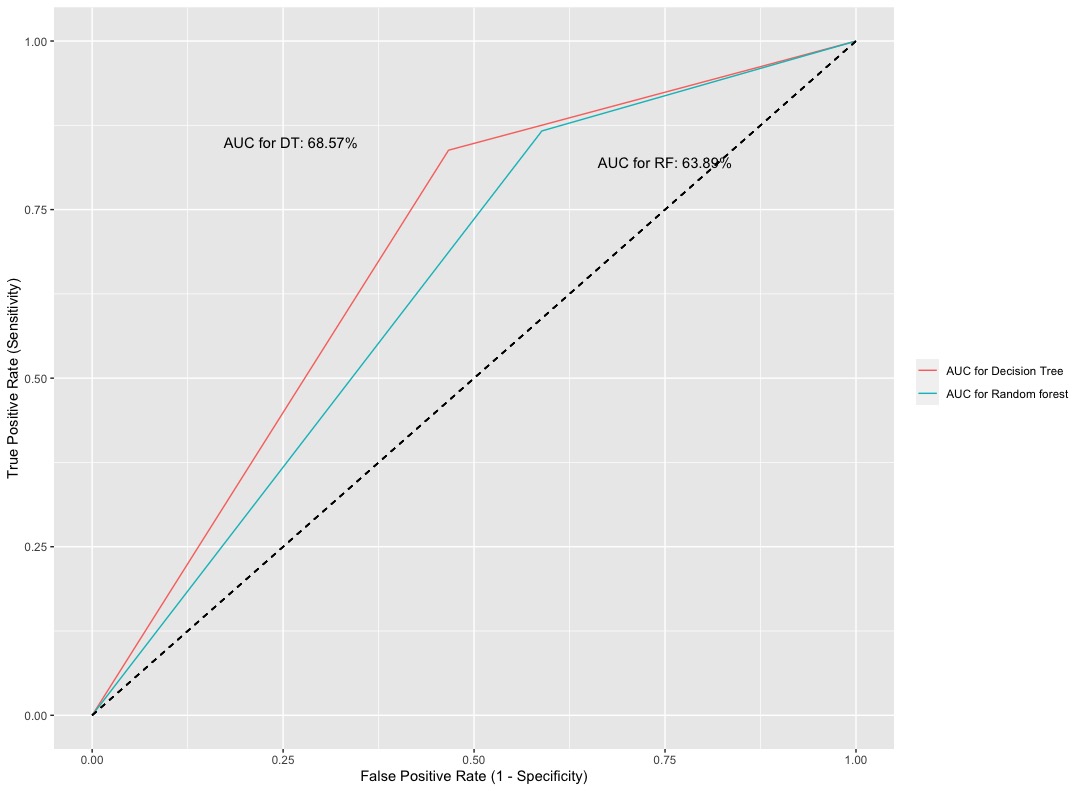 1.00
0.75
0.50
0.25
0.00
True Positive Rate (Sensitivity)
AUC for DT: 68.57%
AUC for RF: 63.89%
0.00 0.25 0.50 0.75 1.00
False Positive Rate (1 - Specificity)
AUC for Decision Tree
AUC for Random forest